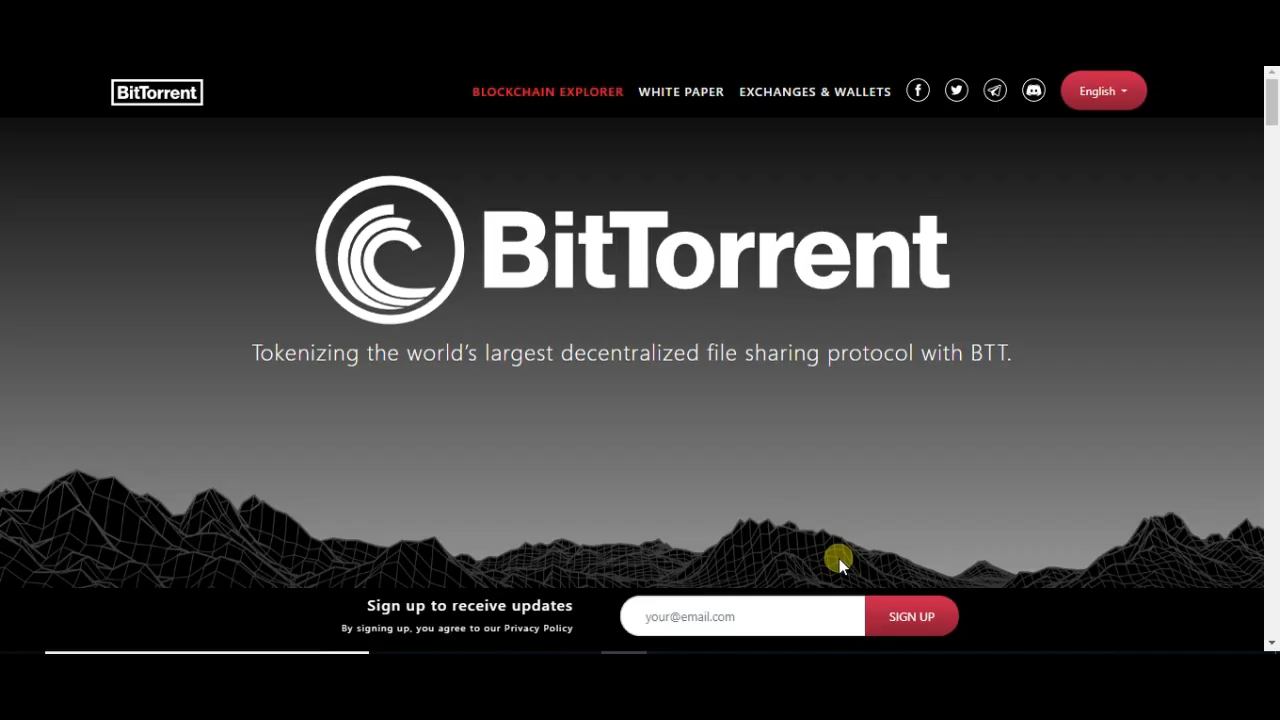 BitTorrent
BLOCKCHAIN EXPLORER WHITE PAPER EXCHANGES & WALLETS English
BitTorrent
Tokenizing the world's largest decentralized file sharing protocol with BTT.
Sign up to receive updates
By signing up, you agree to our Privacy Policy
your@email.com SIGN UP